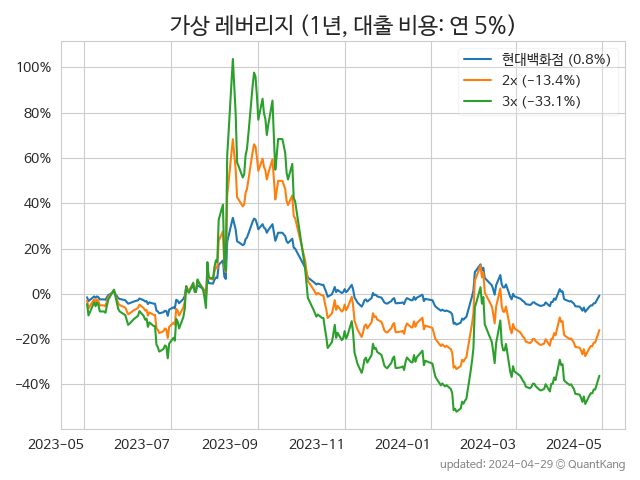 가상 레버리지 (1년, 대출 비용: 연 5%)
현대백화점 (0.8%)
2x (−13.4%)
3x (−33.1%)
100%
80%
60%
40%
20%
0%
−20%
−40%
2023-05 2023-07 2023-09 2023-11 2024-01 2024-03 2024-05
updated: 2024-04-29 © QuantKang